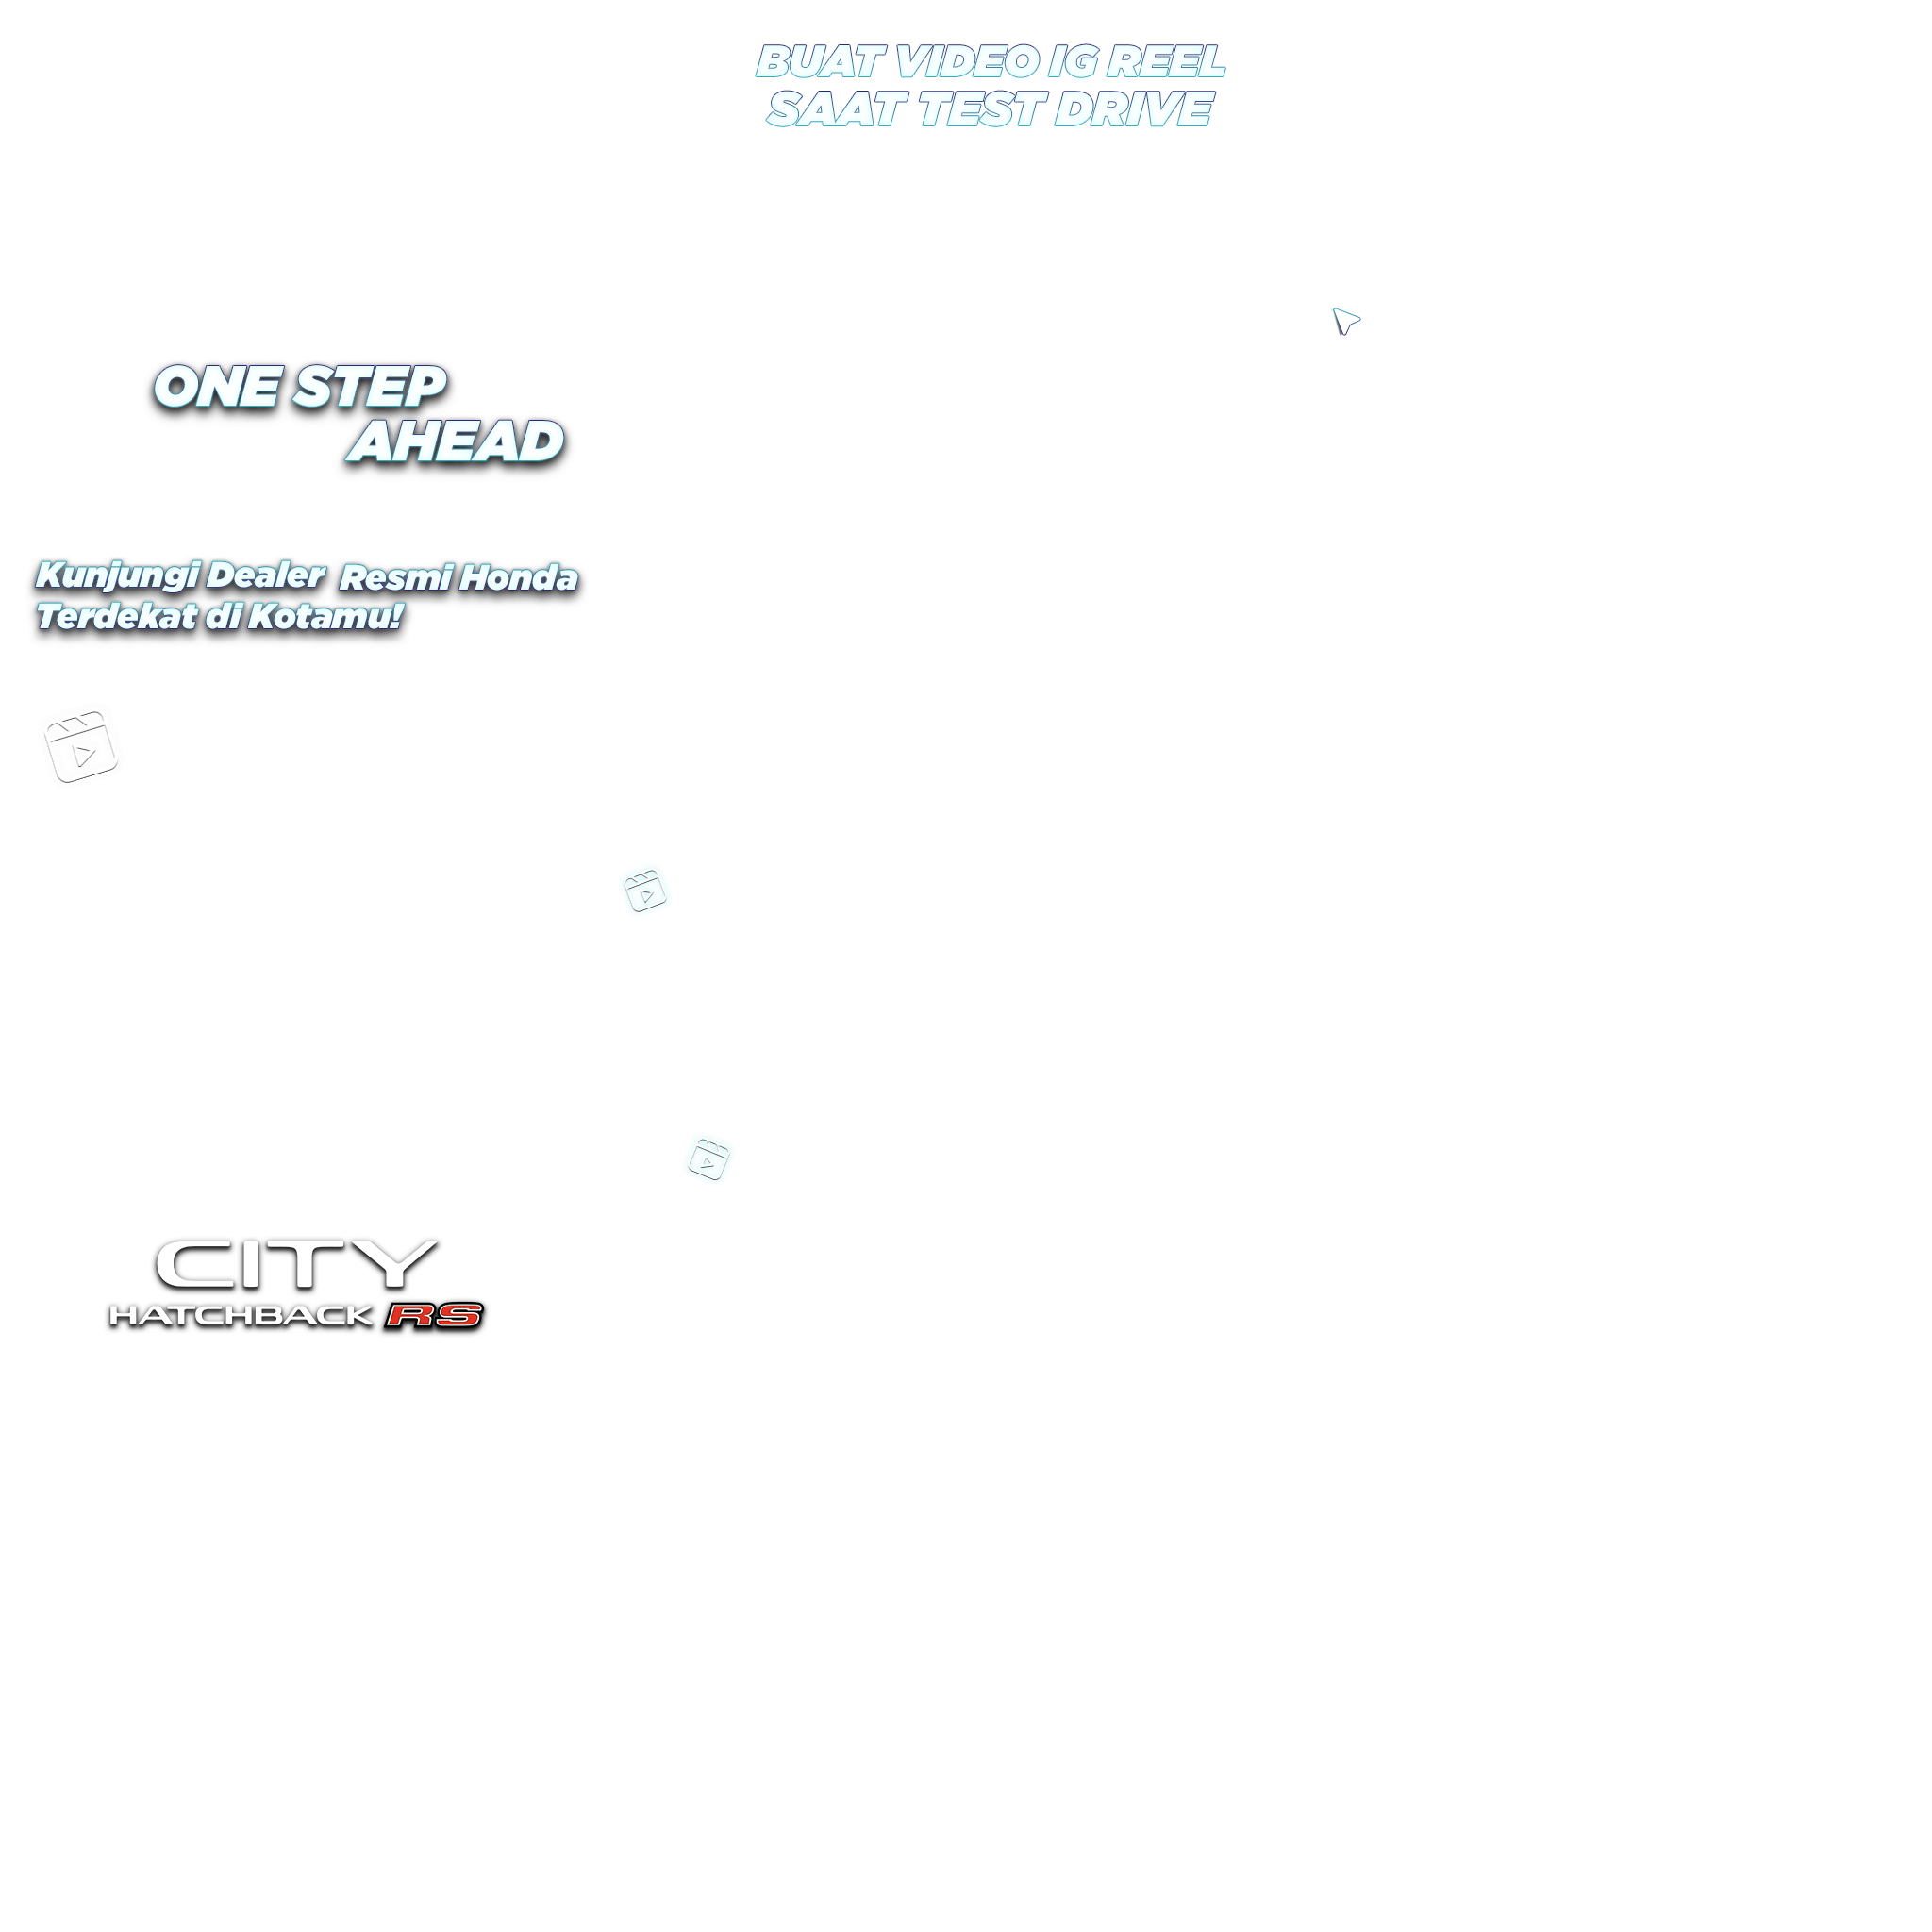 BUAT VIDEO IG REEL
SAAT TEST DRIVE
ONE STEP
AHEAD
Kunjungi Dealer Resmi Honda
Terdekat di Kotamu!
CITY
HATCHBACK RS